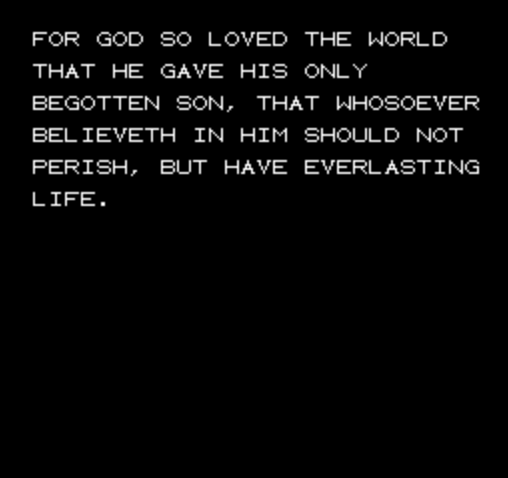 FOR GOD SO LOVED THE WORLD
THAT HE GAVE HIS ONLY
BEGOTTEN SON, THAT WHOSOEVER
BELIEVETH IN HIM SHOULD NOT
PERISH, BUT HAVE EVERLASTING
LIFE.